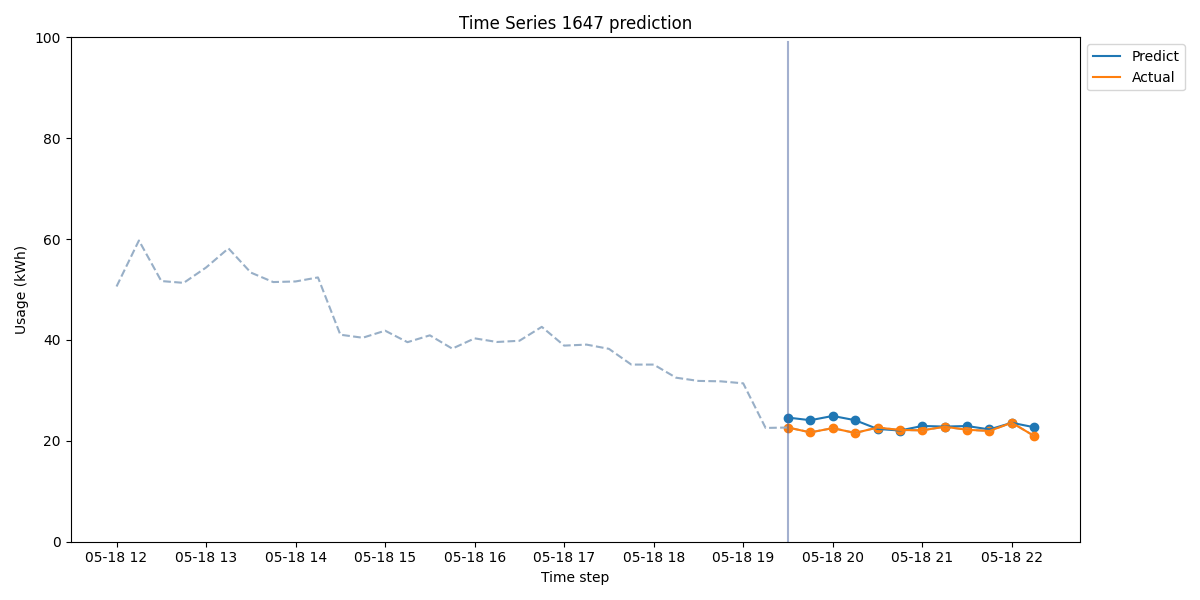 Time Series 1647 prediction
100
80
60
40
20
0
Usage (kWh)
05-18 12 05-18 13 05-18 14 05-18 15 05-18 16 05-18 17 05-18 18 05-18 19 05-18 20 05-18 21 05-18 22
Time step
Predict
Actual